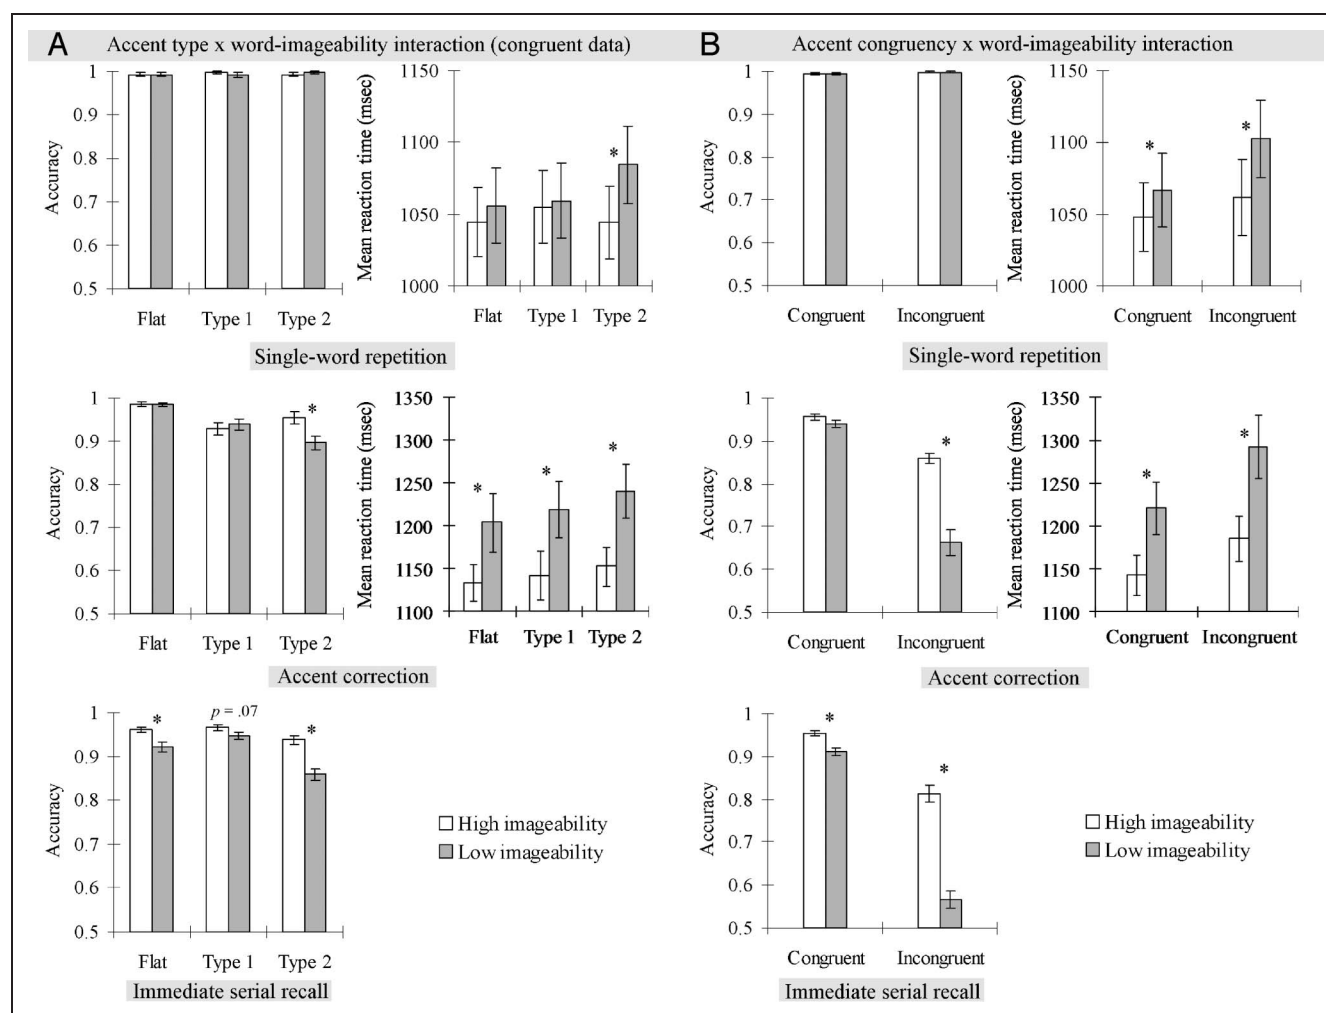 A Accent type x word-imageability interaction (congruent data)
B Accent congruency x word-imageability interaction
Accuracy
1
0.9
0.8
0.7
0.6
0.5
Flat Type 1 Type 2
Mean reaction time (msec)
1150
1100
1050
1000
*
Flat Type 1 Type 2
Single-word repetition
Accuracy
1
0.9
0.8
0.7
0.6
0.5
Congruent Incongruent
Mean reaction time (msec)
1150
1100
1050
1000
*
*
Congruent Incongruent
Single-word repetition
Accuracy
1
0.9
0.8
0.7
0.6
0.5
*
Flat Type 1 Type 2
Mean reaction time (msec)
1350
1300
1250
1200
1150
1100
*
*
*
Flat Type 1 Type 2
Accent correction
Accuracy
1
0.9
0.8
0.7
0.6
0.5
*
Congruent Incongruent
Mean reaction time (msec)
1350
1300
1250
1200
1150
1100
*
*
Congruent Incongruent
Accent correction
Accuracy
1
0.9
0.8
0.7
0.6
0.5
*
p = .07
*
Flat Type 1 Type 2
Immediate serial recall
High imageability
Low imageability
Accuracy
1
0.9
0.8
0.7
0.6
0.5
*
*
Congruent Incongruent
Immediate serial recall
High imageability
Low imageability